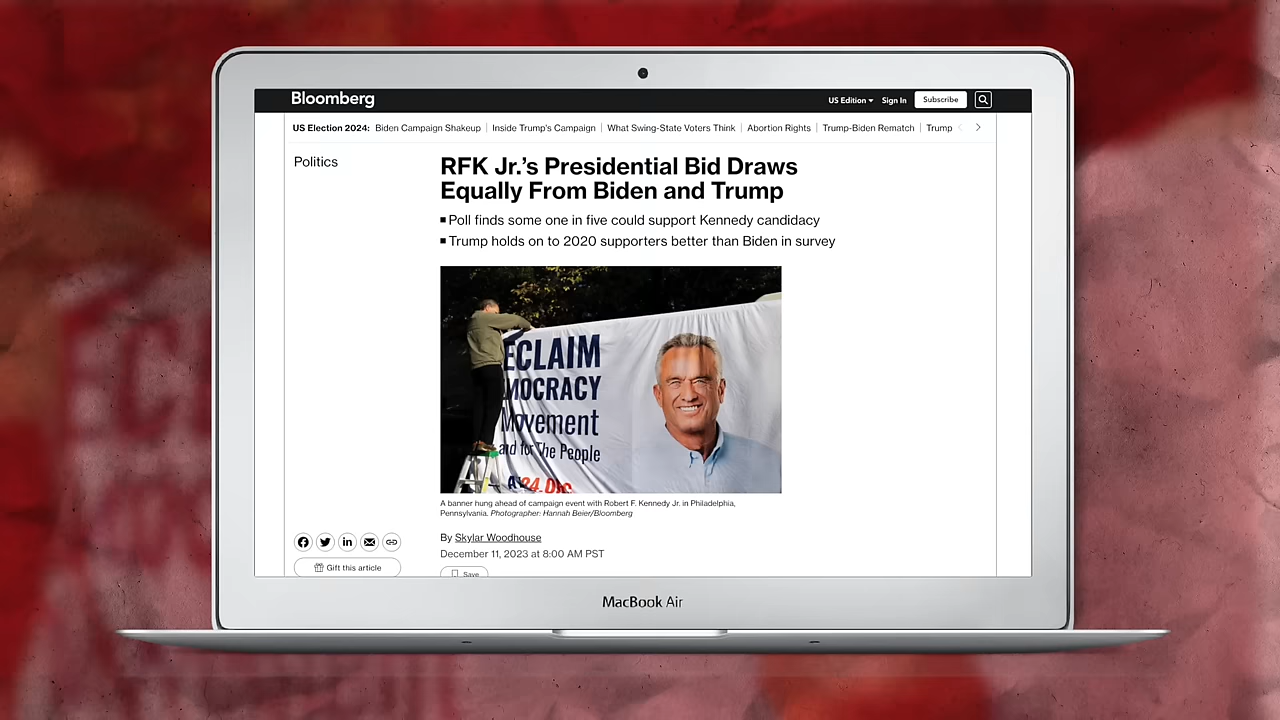 Bloomberg
US Edition Sign In Subscribe
US Election 2024: Biden Campaign Shakeup Inside Trump's Campaign What Swing-State Voters Think Abortion Rights Trump-Biden Rematch Trump
Politics
RFK Jr.'s Presidential Bid Draws
Equally From Biden and Trump
Poll finds some one in five could support Kennedy candidacy
Trump holds on to 2020 supporters better than Biden in survey
ECLAIM
MOCRACY
Movement
and for The People
A banner hung ahead of campaign event with Robert F. Kennedy Jr. in Philadelphia,
Pennsylvania. Photographer: Hannah Beier/Bloomberg
By Skylar Woodhouse
December 11, 2023 at 8:00 AM PST
Gift this article
Save
MacBook Air